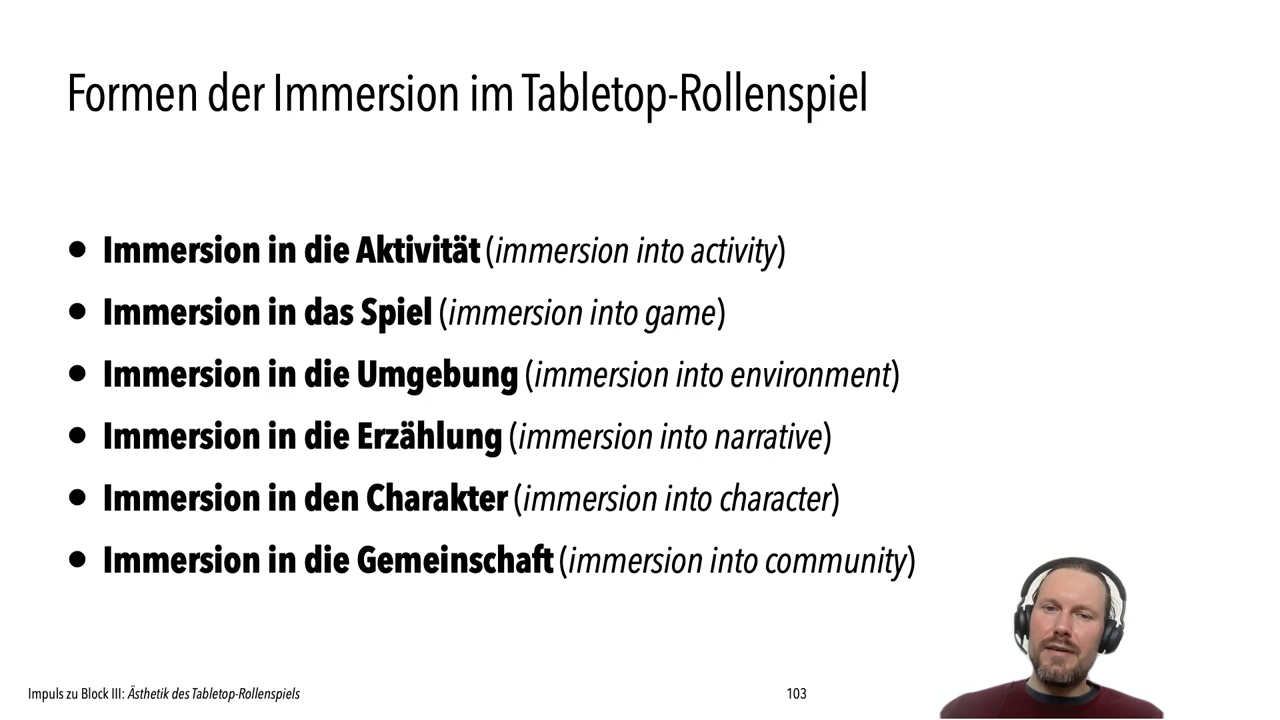 Formen der Immersion im Tabletop-Rollenspiel
• Immersion in die Aktivität (immersion into activity)
• Immersion in das Spiel (immersion into game)
• Immersion in die Umgebung (immersion into environment)
• Immersion in die Erzählung (immersion into narrative)
• Immersion in den Charakter (immersion into character)
• Immersion in die Gemeinschaft (immersion into community)
Impuls zu Block III: Ästhetik des Tabletop-Rollenspiels
103